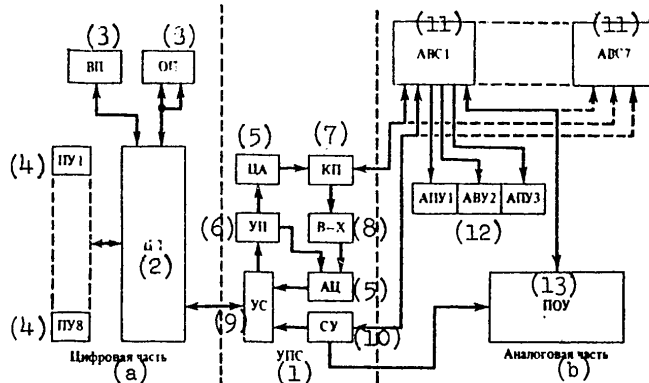 (11)
(11)
(3)
(3)
АВС1
АВС7
ВП
ОП
(5)
(7)
(4)
ПУ1
ЦА
КП
АПУ1
АВУ2
АПУ3
(2)
(6)
УП
В-Х
(8)
(12)
АЦ
(5)
(13)
(4)
ПУ8
(9)
УС
СУ
(10)
ПОУ
Цифровая часть
УПС
Аналоговая часть
(a)
(1)
(b)